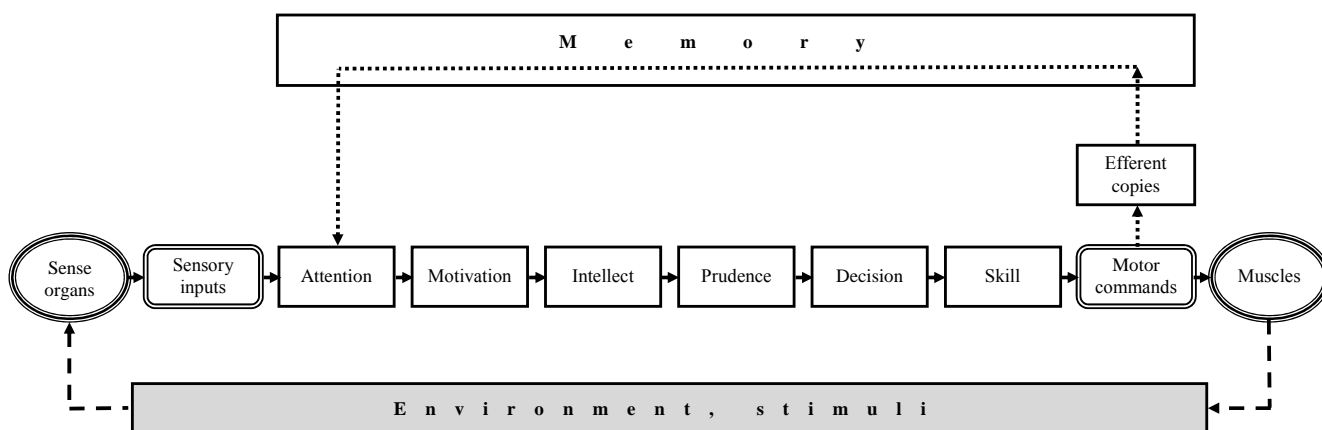 M e m o r y
Efferent
copies
Sense
organs
Sensory
inputs
Attention
Motivation
Intellect
Prudence
Decision
Skill
Motor
commands
Muscles
E n v i r o n m e n t , s t i m u l i